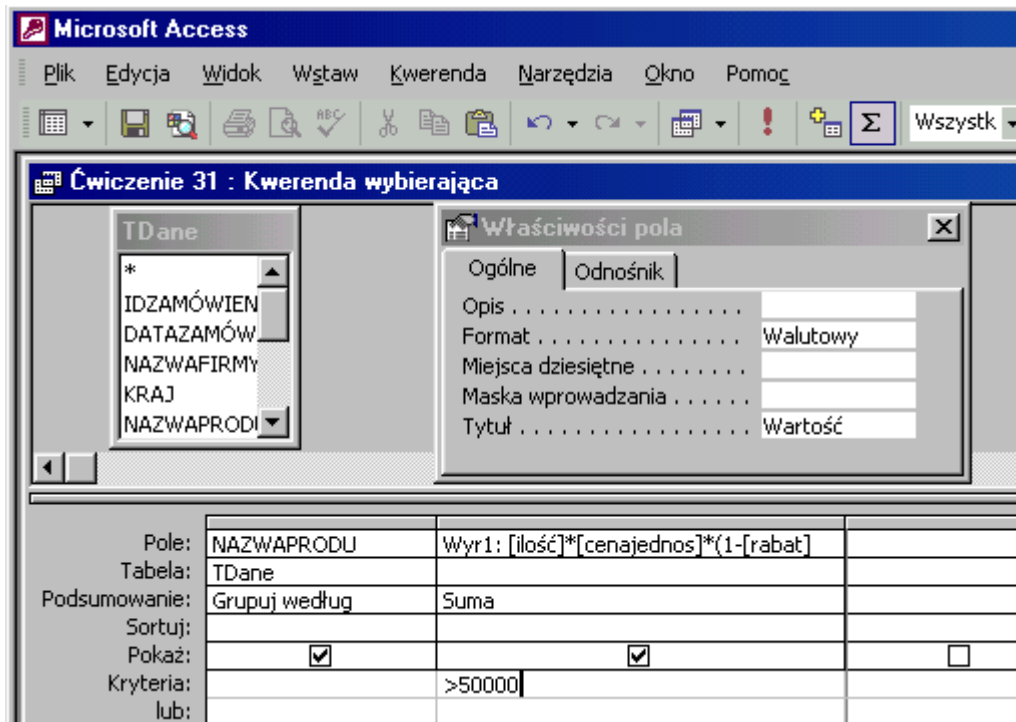 Microsoft Access
Plik Edycja Widok Wstaw Kwerenda Narzędzia Okno Pomoc
ABC Σ Wszystk
Ćwiczenie 31 : Kwerenda wybierająca
TDane
*
IDZAMÓWIEN
DATAZAMÓW
NAZWAFIRMY
KRAJ
NAZWAPRODU
Właściwości pola
Ogólne Odnośnik
Opis . . . . . . . . . . . . . . . . . .
Format . . . . . . . . . . . . . . . Walutowy
Miejsca dziesiętne . . . . . . . .
Maska wprowadzania . . . . . .
Tytuł . . . . . . . . . . . . . . . . . . Wartość
Pole: NAZWAPRODU Wyr1: [ilość]*[cenajednos]*(1-[rabat]
Tabela: TDane
Podsumowanie: Grupuj według Suma
Sortuj:
Pokaż:
Kryteria: >50000
lub: